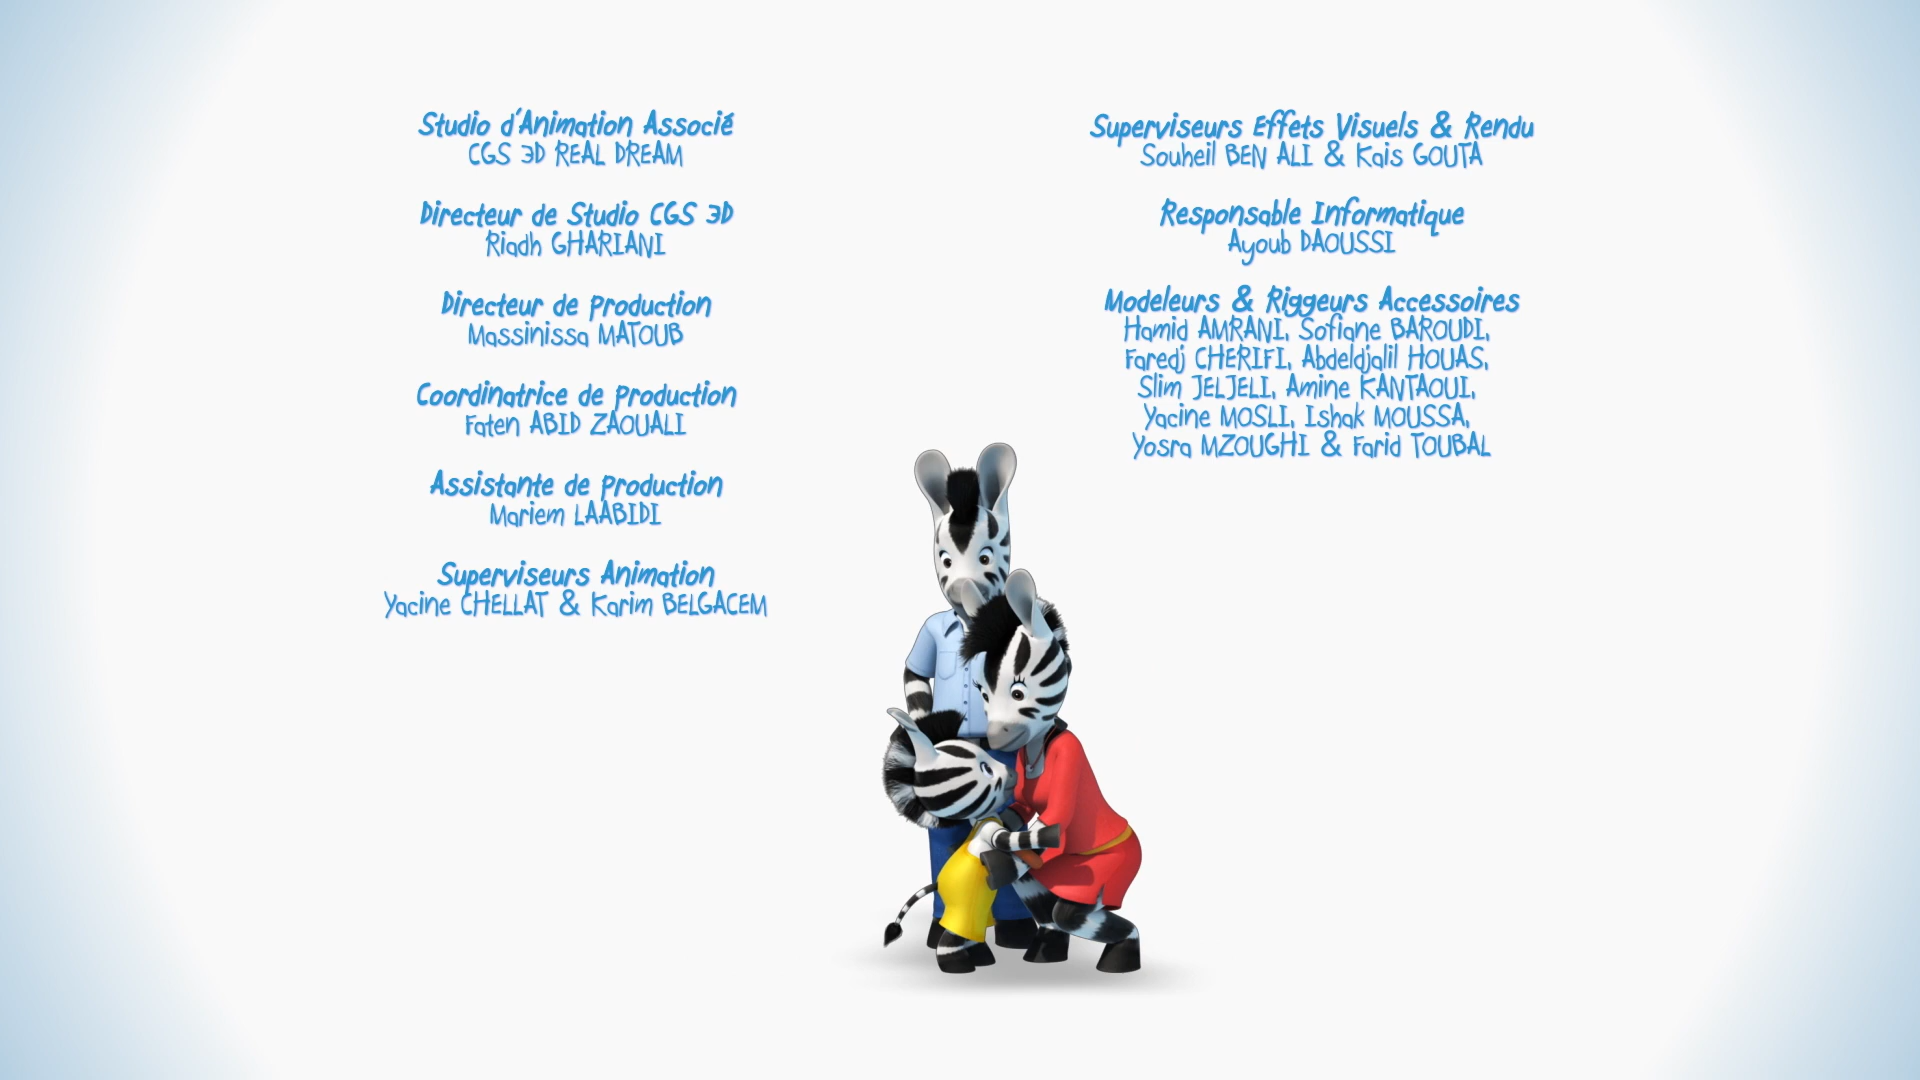 Studio d'Animation Associé
CGS 3D REAL DREAM
Directeur de Studio CGS 3D
Riadh GHARIANI
Directeur de Production
Massinissa MATOUB
Coordinatrice de Production
Faten ABID ZAOUALI
Assistante de Production
Mariem LAABIDI
Superviseurs Animation
Yacine CHELLAT & Karim BELGACEM
Superviseurs Effets Visuels & Rendu
Souheil BEN ALI & Kais GOUTA
Responsable Informatique
Ayoub DAOUSSI
Modeleurs & Riggeurs Accessoires
Hamid AMRANI, Sofiane BAROUDI,
Faredj CHERIFI, Abdeldjalil HOUAS,
Slim JELJELI, Amine KANTAOUI,
Yacine MOSLI, Ishak MOUSSA,
Yosra MZOUGHI & Farid TOUBAL